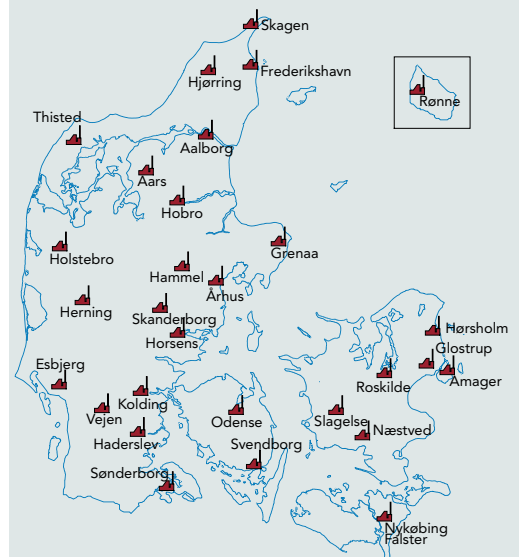 Skagen
Frederikshavn
Hjørring
Rønne
Thisted
Aalborg
Aars
Hobro
Grenaa
Holstebro
Hammel
Århus
Herning
Skanderborg
Horsens
Hørsholm
Glostrup
Esbjerg
Amager
Roskilde
Kolding
Vejen
Odense
Slagelse
Næstved
Haderslev
Svendborg
Sønderborg
Nykøbing
Falster